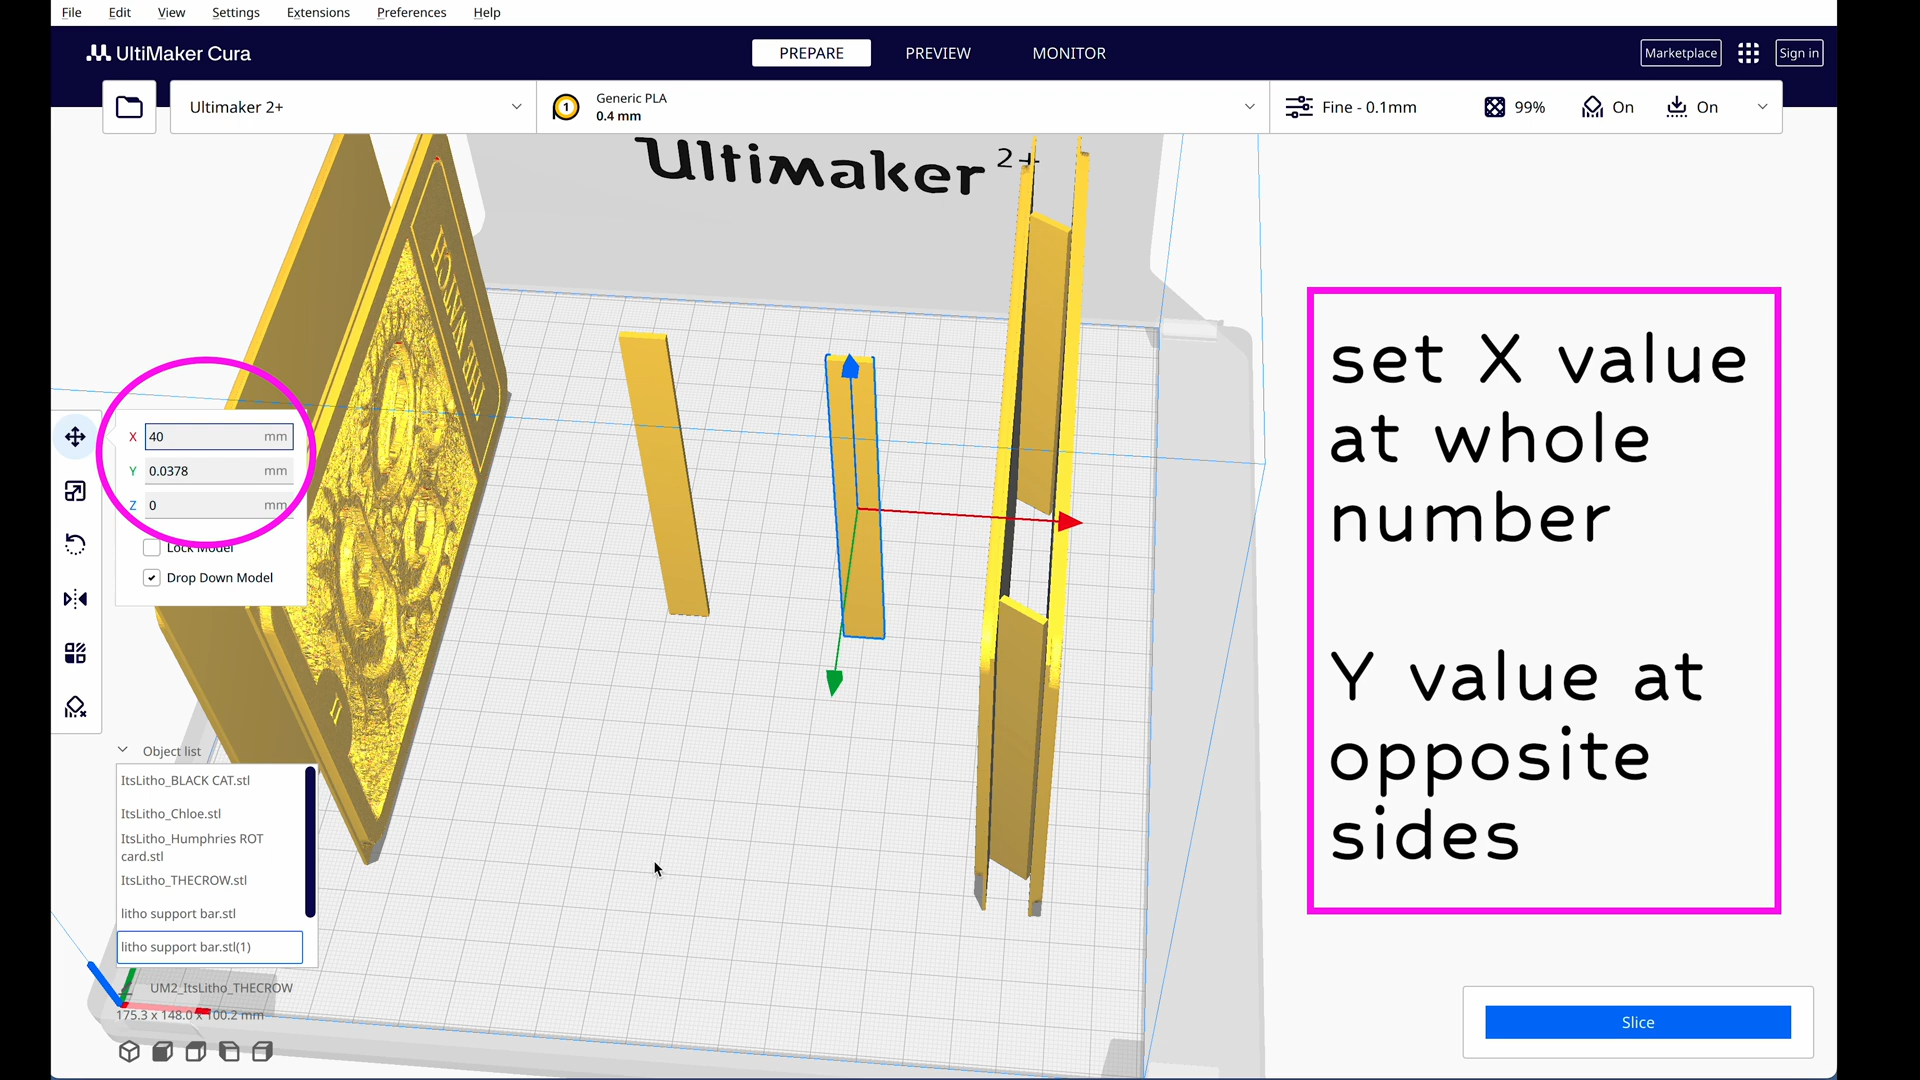 File Edit View Settings Extensions Preferences Help
UltiMaker Cura
PREPARE PREVIEW MONITOR
Marketplace Sign in
Ultimaker 2+
1 Generic PLA
0.4 mm
Fine - 0.1mm 99% On On
Ultimaker 2+
X 40 mm
Y 0.0378 mm
Z 0 mm
Lock Model
Drop Down Model
set X value
at whole
number
Y value at
opposite
sides
Object list
ItsLitho_BLACK CAT.stl
ItsLitho_Chloe.stl
ItsLitho_Humphries ROT
card.stl
ItsLitho_THECROW.stl
litho support bar.stl
litho support bar.stl(1)
UM2_ItsLitho_THECROW
175.3 x 148.0 x 100.2 mm
Slice